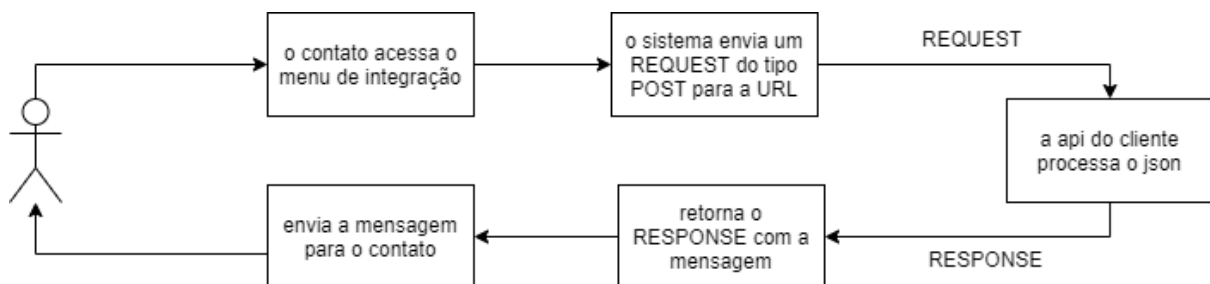 o contato acessa o
menu de integração
o sistema envia um
REQUEST do tipo
POST para a URL
REQUEST
a api do cliente
processa o json
RESPONSE
retorna o
RESPONSE com a
mensagem
envia a mensagem
para o contato